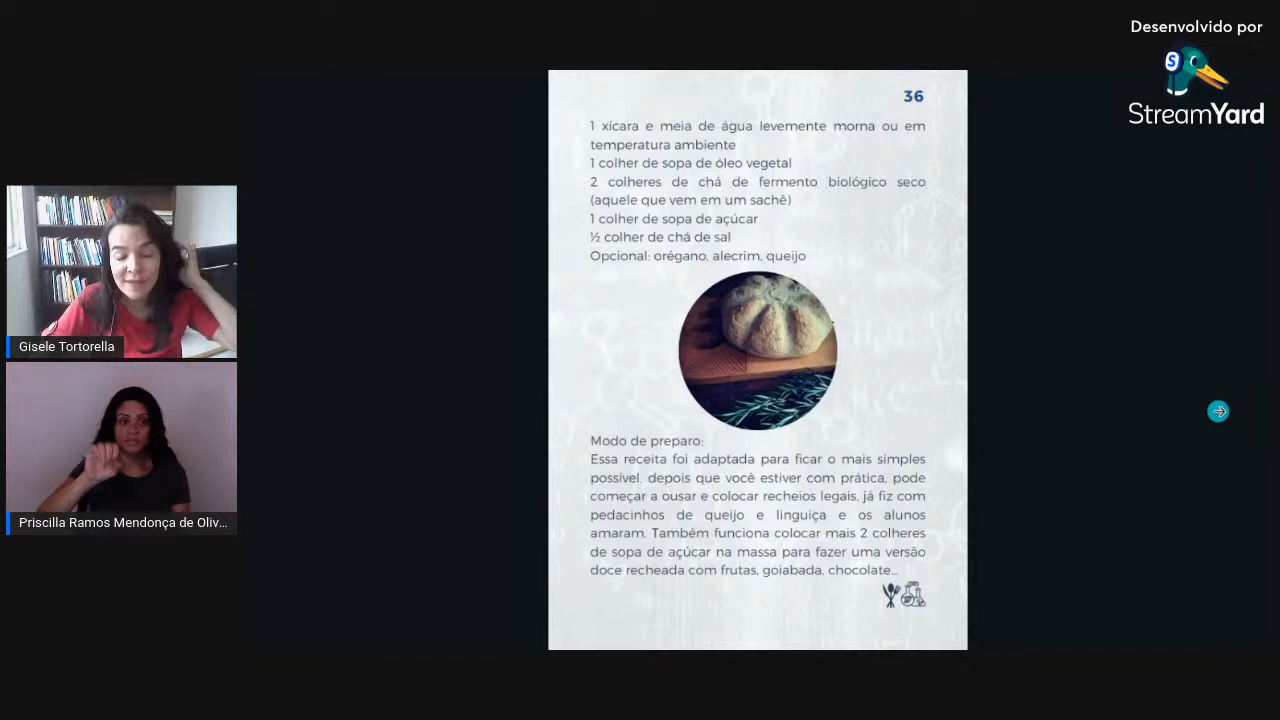 Desenvolvido por
StreamYard
36
1 xícara e meia de água levemente morna ou em
temperatura ambiente
1 colher de sopa de óleo vegetal
2 colheres de chá de fermento biológico seco
(aquele que vem em um sachê)
1 colher de sopa de açúcar
½ colher de chá de sal
Opcional: orégano, alecrim, queijo
Modo de preparo:
Essa receita foi adaptada para ficar o mais simples
possível, depois que você estiver com prática, pode
começar a ousar e colocar recheios legais, já fiz com
pedacinhos de queijo e linguiça e os alunos
amaram. Também funciona colocar mais 2 colheres
de sopa de açúcar na massa para fazer uma versão
doce recheada com frutas, goiabada, chocolate...
Gisele Tortorella
Priscilla Ramos Mendonça de Oliv...